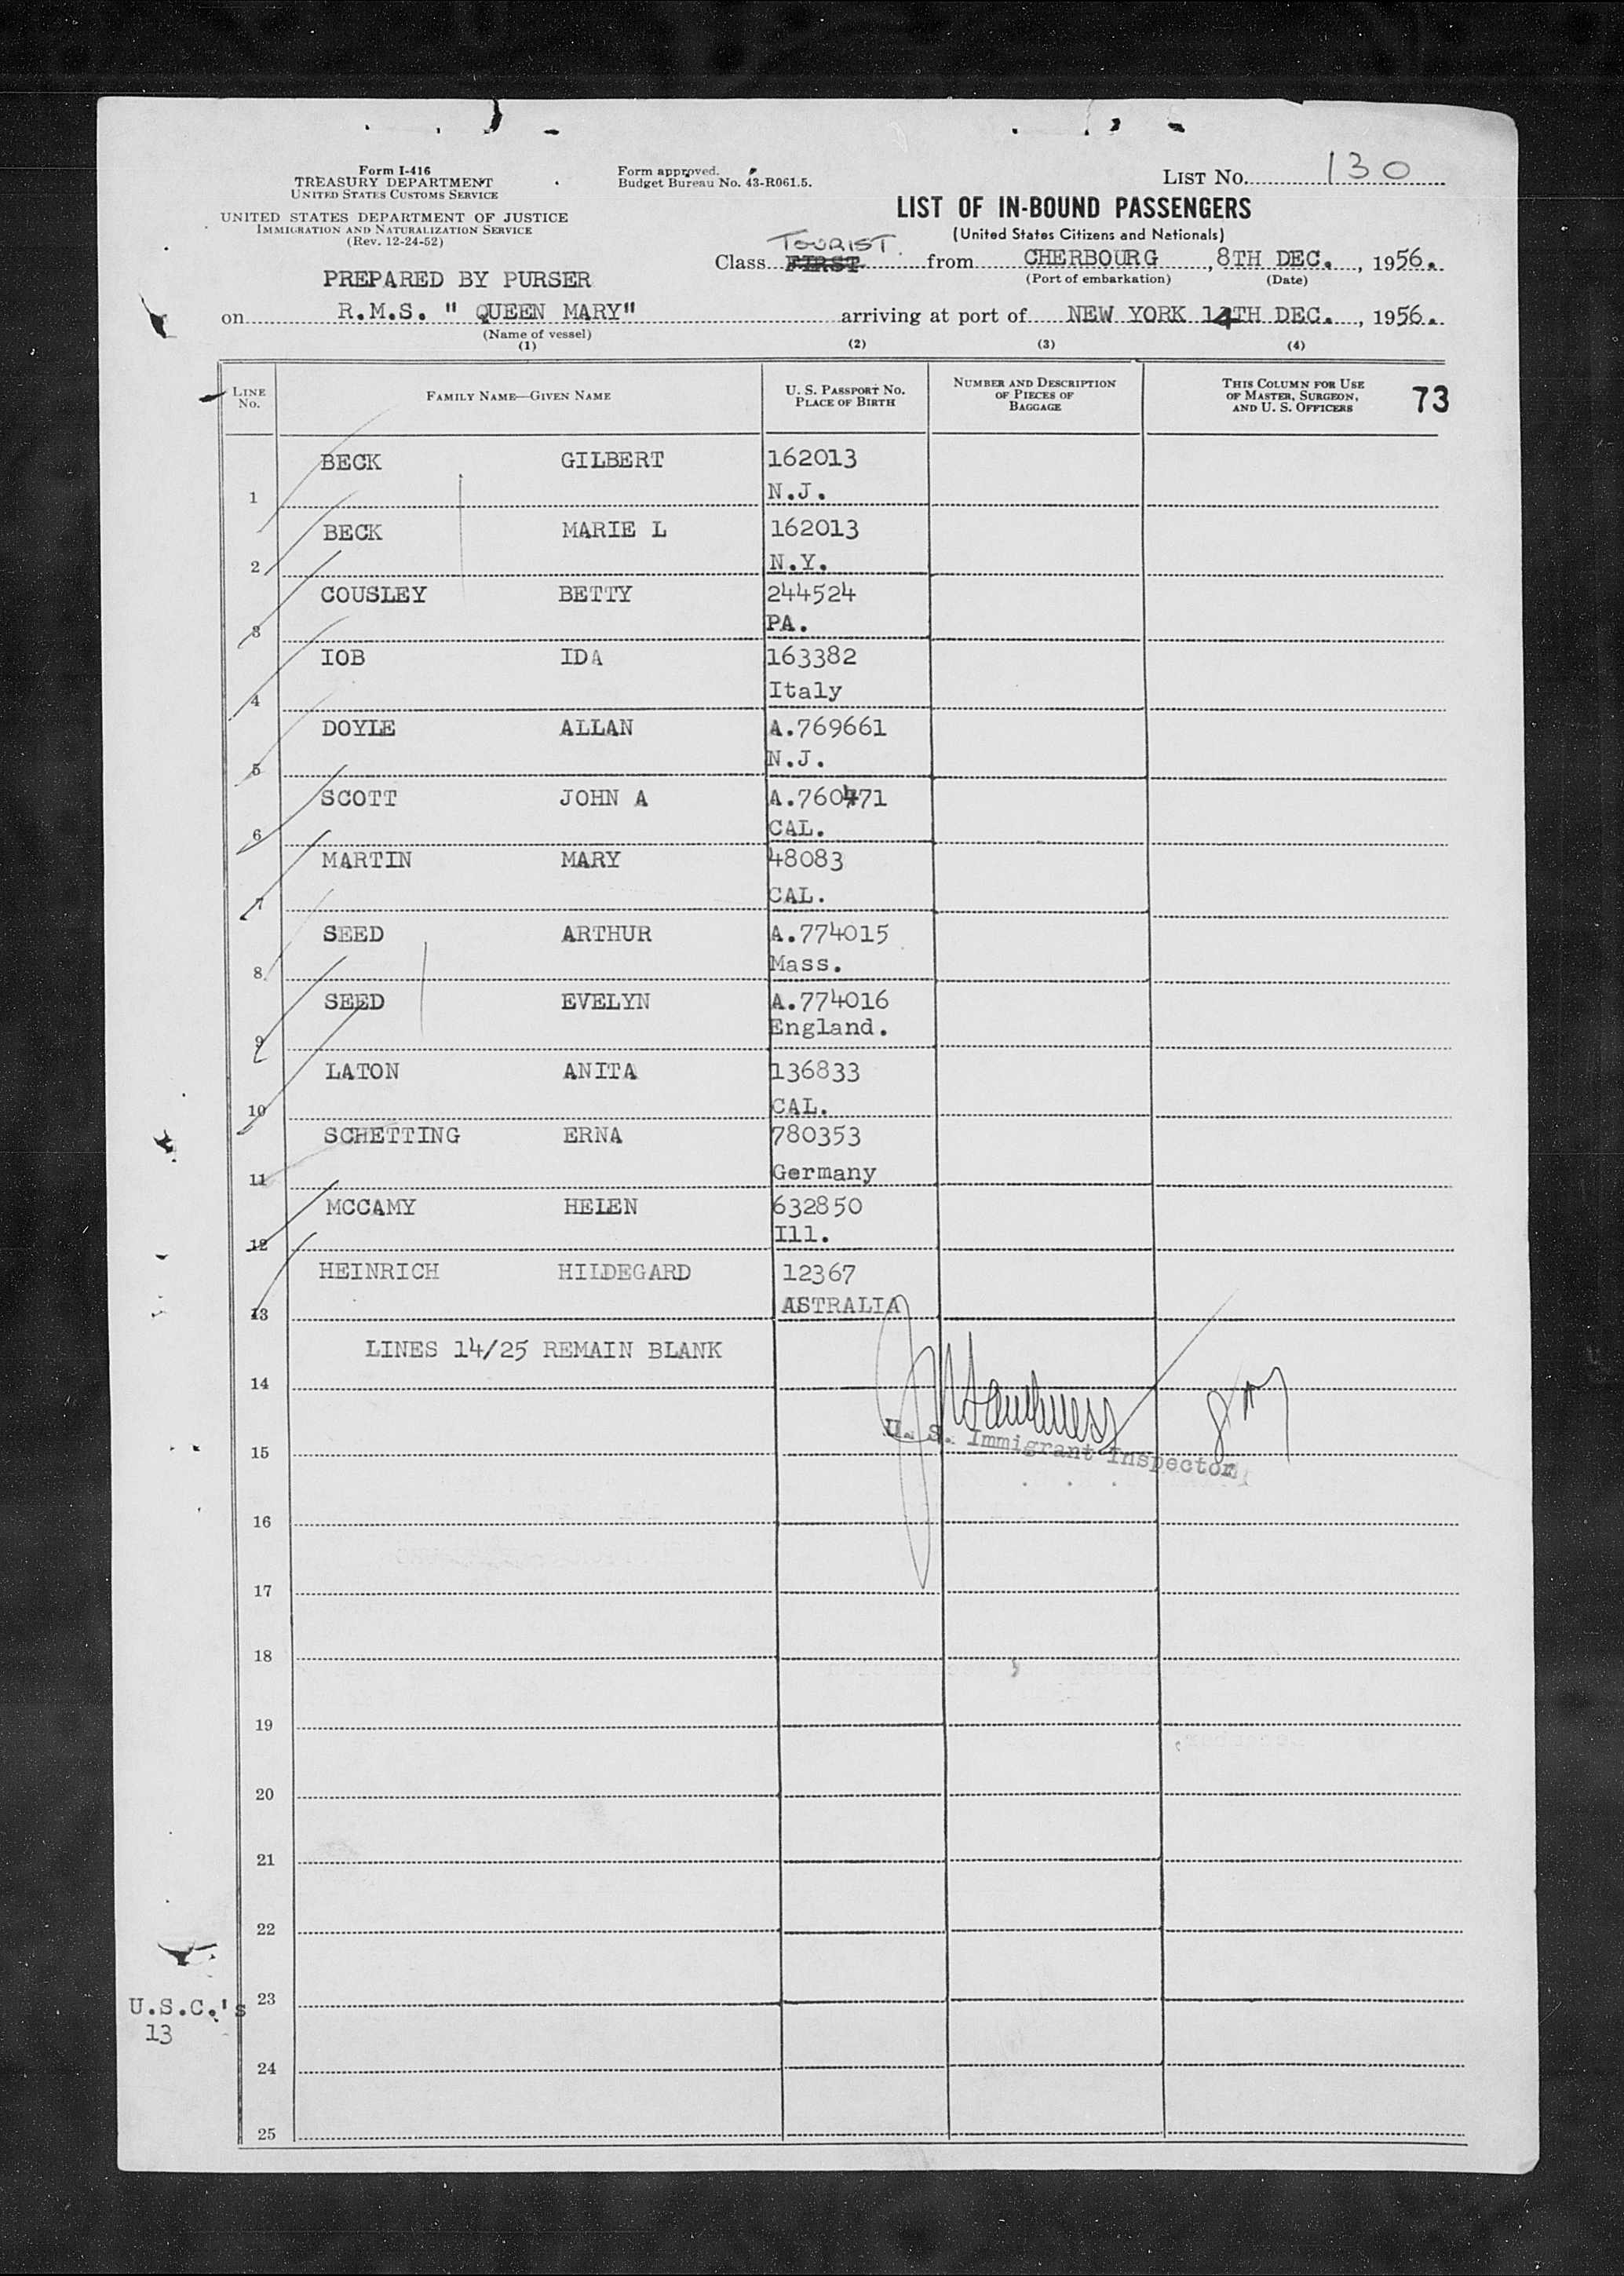 Form I-416
TREASURY DEPARTMENT
UNITED STATES CUSTOMS SERVICE
UNITED STATES DEPARTMENT OF JUSTICE
IMMIGRATION AND NATURALIZATION SERVICE
(Rev. 12-24-52)
Form approved.
Budget Bureau No. 43-R061.5.
LIST NO. 130
LIST OF IN-BOUND PASSENGERS
(United States Citizens and Nationals)
TOURIST.
Class FIRST from CHERBOURG, 8TH DEC., 1956.
(Port of embarkation) (Date)
PREPARED BY PURSER
on R.M.S. " QUEEN MARY" arriving at port of NEW YORK 14TH DEC., 1956.
(Name of vessel)
(1) (2) (3) (4)
LINE No. FAMILY NAME—GIVEN NAME U. S. PASSPORT NO. PLACE OF BIRTH NUMBER AND DESCRIPTION OF PIECES OF BAGGAGE THIS COLUMN FOR USE OF MASTER, SURGEON, AND U. S. OFFICERS 73
BECK GILBERT 162013
1 N.J.
BECK MARIE L 162013
2 N.Y.
COUSLEY BETTY 244524
3 PA.
IOB IDA 163382
4 Italy
DOYLE ALLAN A.769661
5 N.J.
SCOTT JOHN A A.760471
6 CAL.
MARTIN MARY 48083
7 CAL.
SEED ARTHUR A.774015
8 Mass.
SEED EVELYN A.774016
9 England.
LATON ANITA 136833
10 CAL.
SCHETTING ERNA 780353
11 Germany
MCCAMY HELEN 632850
12 Ill.
HEINRICH HILDEGARD 12367
13 ASTRALIA
LINES 14/25 REMAIN BLANK
14
15 U. S. Immigrant Inspector
16
17
18
19
20
21
22
23
U.S.C.'s
13
24
25